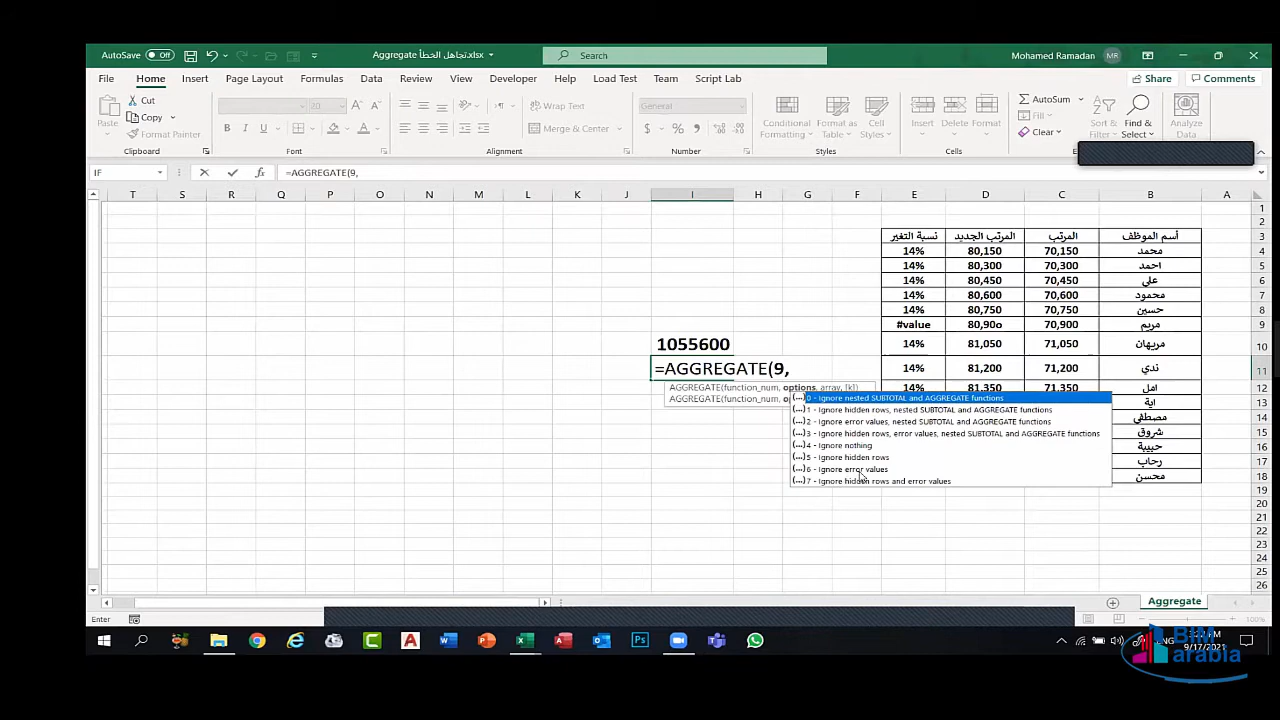 AutoSave Off
Aggregate تجاهل الخطأ.xlsx
Search
Mohamed Ramadan MR
File Home Insert Page Layout Formulas Data Review View Developer Help Load Test Team Script Lab Share Comments
Paste
Cut
Copy
Format Painter
Clipboard
20
B I U
Font
Wrap Text
Merge & Center
Alignment
General
Number
Conditional Formatting
Format as Table
Cell Styles
Styles
Insert Delete Format
Cells
AutoSum
Fill
Clear
Sort & Filter
Find & Select
Analyze Data
IF =AGGREGATE(9,
T S R Q P O N M L K J I H G F E D C B A
1
2
نسبة التغير المرتب الجديد المرتب أسم الموظف 3
14% 80,150 70,150 محمد 4
14% 80,300 70,300 احمد 5
14% 80,450 70,450 على 6
14% 80,600 70,600 محمود 7
14% 80,750 70,750 حسين 8
#value 80,90o 70,900 مريم 9
1055600 14% 81,050 71,050 مريهان 10
=AGGREGATE(9, 14% 81,200 71,200 ندي 11
AGGREGATE(function_num, options, array, [k])
14% 81,350 71,350 امل 12
AGGREGATE(function_num,
0 - Ignore nested SUBTOTAL and AGGREGATE functions
اية 13
1 - Ignore hidden rows, nested SUBTOTAL and AGGREGATE functions
2 - Ignore error values, nested SUBTOTAL and AGGREGATE functions
مصطفى 14
3 - Ignore hidden rows, error values, nested SUBTOTAL and AGGREGATE functions
شروق 15
4 - Ignore nothing
حبيبة 16
5 - Ignore hidden rows
رحاب 17
6 - Ignore error values
7 - Ignore hidden rows and error values
محسن 18
19
20
21
22
23
24
25
26
Aggregate
Enter
100%
9/17/2021
BIM
arabia